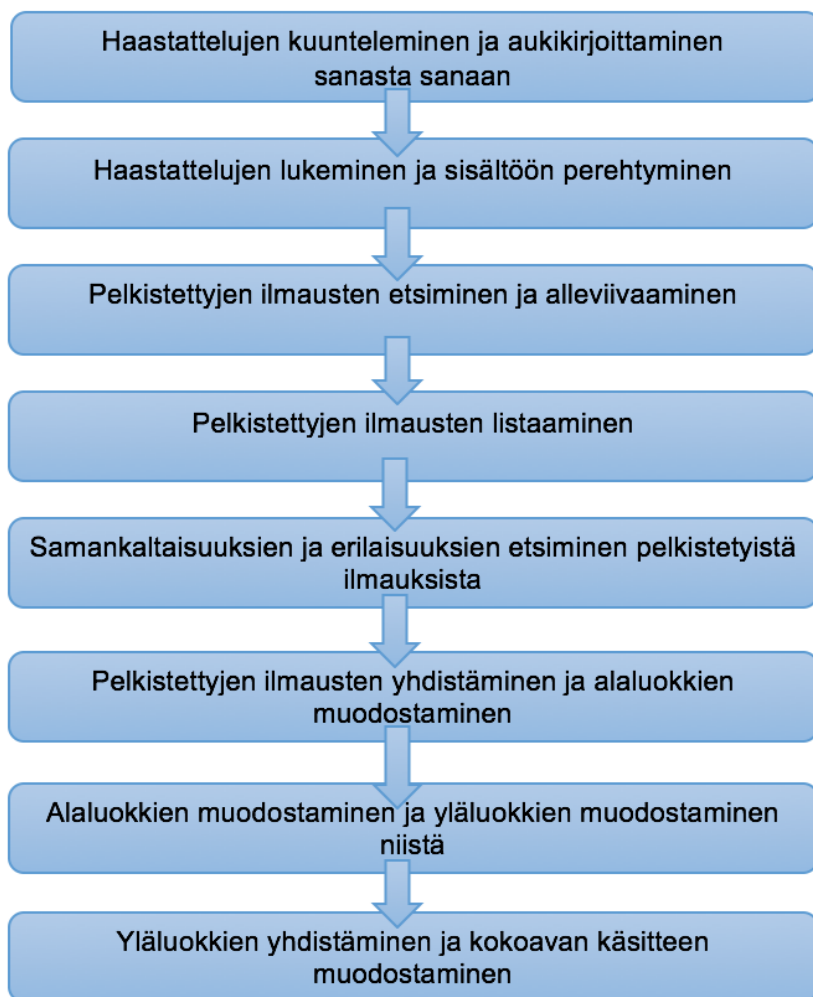 Haastattelujen kuunteleminen ja aukikirjoittaminen
sanasta sanaan
Haastattelujen lukeminen ja sisältöön perehtyminen
Pelkistettyjen ilmausten etsiminen ja alleviivaaminen
Pelkistettyjen ilmausten listaaminen
Samankaltaisuuksien ja erilaisuuksien etsiminen pelkistetyistä
ilmauksista
Pelkistettyjen ilmausten yhdistäminen ja alaluokkien
muodostaminen
Alaluokkien muodostaminen ja yläluokkien muodostaminen
niistä
Yläluokkien yhdistäminen ja kokoavan käsitteen
muodostaminen